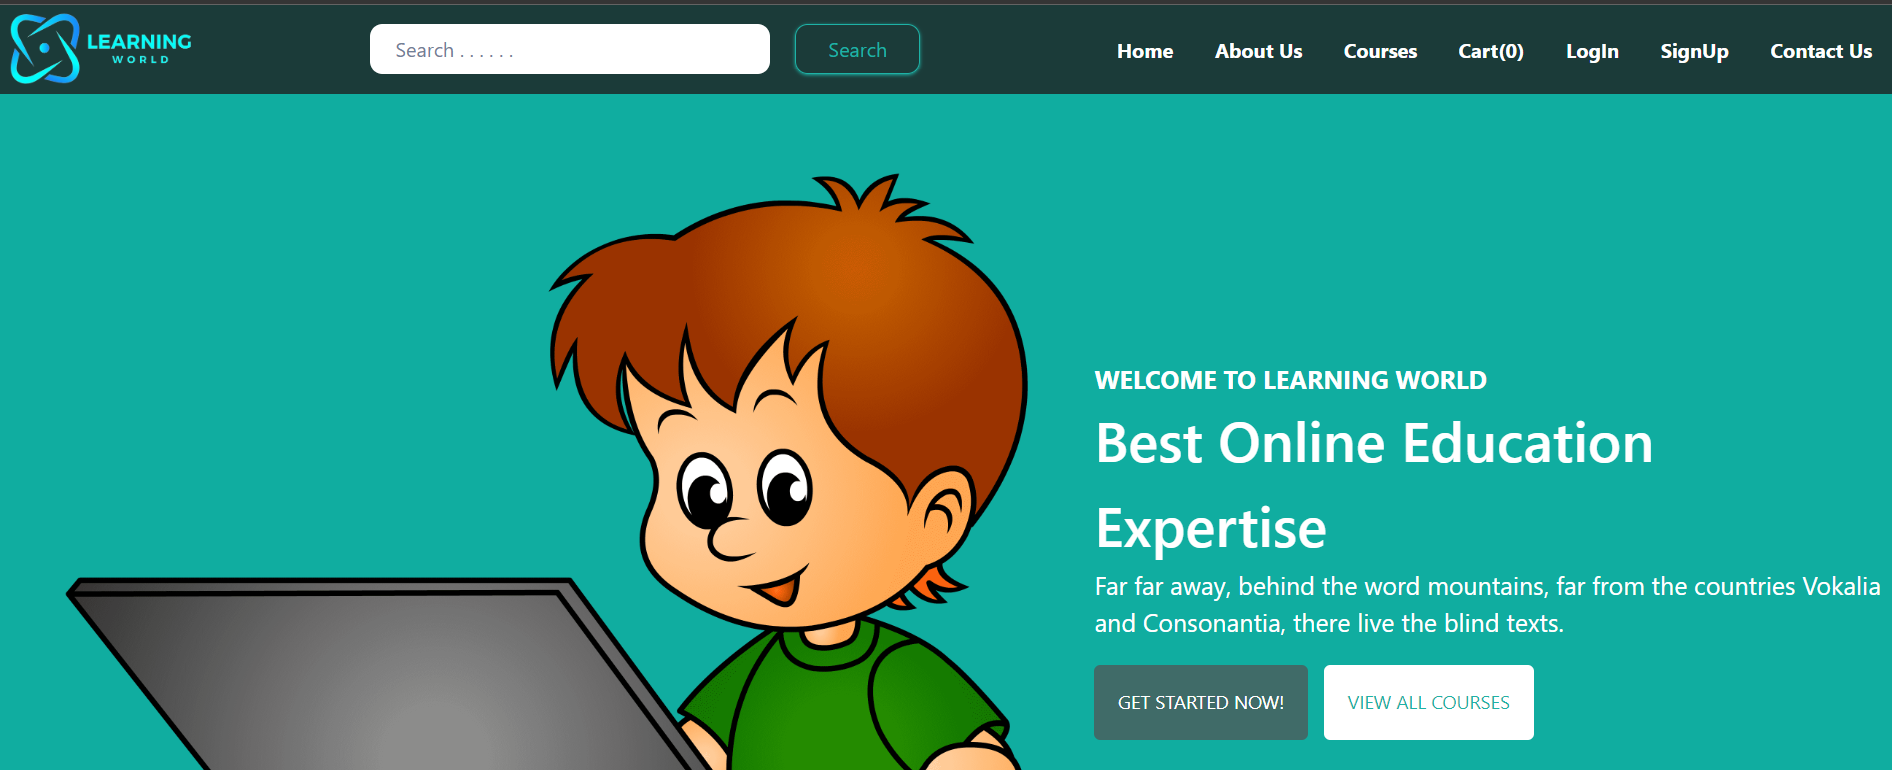 LEARNING
WORLD
Search . . . . . .
Search
Home
About Us
Courses
Cart(0)
LogIn
SignUp
Contact Us
WELCOME TO LEARNING WORLD
Best Online Education
Expertise
Far far away, behind the word mountains, far from the countries Vokalia
and Consonantia, there live the blind texts.
GET STARTED NOW!
VIEW ALL COURSES